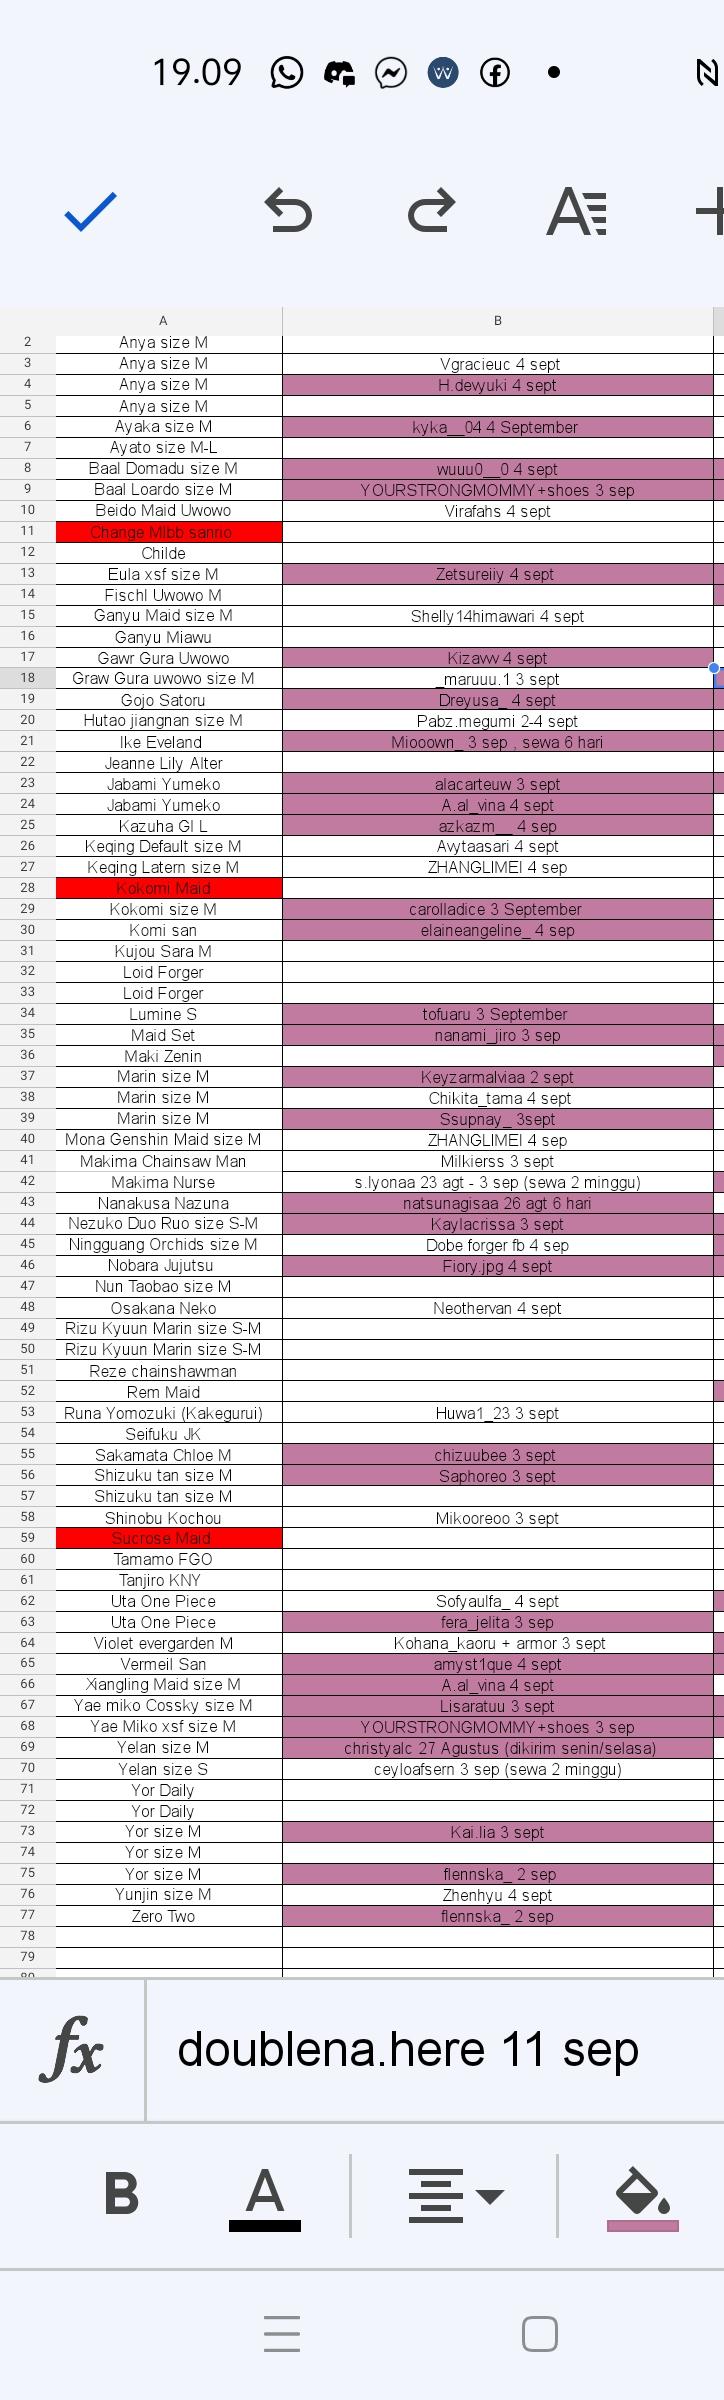 19.09
A B
2 Anya size M
3 Anya size M Vgracieuc 4 sept
4 Anya size M H.devyuki 4 sept
5 Anya size M
6 Ayaka size M kyka__04 4 September
7 Ayato size M-L
8 Baal Domadu size M wuuu0__0 4 sept
9 Baal Loardo size M YOURSTRONGMOMMY+shoes 3 sep
10 Beido Maid Uwowo Virafahs 4 sept
11 Change Mlbb sanrio
12 Childe
13 Eula xsf size M Zetsureiiy 4 sept
14 Fischl Uwowo M
15 Ganyu Maid size M Shelly14himawari 4 sept
16 Ganyu Miawu
17 Gawr Gura Uwowo Kizavv 4 sept
18 Graw Gura uwowo size M _maruuu.1 3 sept
19 Gojo Satoru Dreyusa_ 4 sept
20 Hutao jiangnan size M Pabz.megumi 2-4 sept
21 Ike Eveland Miooown_ 3 sep , sewa 6 hari
22 Jeanne Lily Alter
23 Jabami Yumeko alacarteuw 3 sept
24 Jabami Yumeko A.al_vina 4 sept
25 Kazuha GI L azkazm__ 4 sep
26 Keqing Default size M Avytaasari 4 sept
27 Keqing Latern size M ZHANGLIMEI 4 sep
28 Kokomi Maid
29 Kokomi size M carolladice 3 September
30 Komi san elaineangeline_ 4 sep
31 Kujou Sara M
32 Loid Forger
33 Loid Forger
34 Lumine S tofuaru 3 September
35 Maid Set nanami_jiro 3 sep
36 Maki Zenin
37 Marin size M Keyzarmalviaa 2 sept
38 Marin size M Chikita_tama 4 sept
39 Marin size M Ssupnay_ 3sept
40 Mona Genshin Maid size M ZHANGLIMEI 4 sep
41 Makima Chainsaw Man Milkierss 3 sept
42 Makima Nurse s.lyonaa 23 agt - 3 sep (sewa 2 minggu)
43 Nanakusa Nazuna natsunagisaa 26 agt 6 hari
44 Nezuko Duo Ruo size S-M Kaylacrissa 3 sept
45 Ningguang Orchids size M Dobe forger fb 4 sep
46 Nobara Jujutsu Fiory.jpg 4 sept
47 Nun Taobao size M
48 Osakana Neko Neothervan 4 sept
49 Rizu Kyuun Marin size S-M
50 Rizu Kyuun Marin size S-M
51 Reze chainshawman
52 Rem Maid
53 Runa Yomozuki (Kakegurui) Huwa1_23 3 sept
54 Seifuku JK
55 Sakamata Chloe M chizuubee 3 sept
56 Shizuku tan size M Saphoreo 3 sept
57 Shizuku tan size M
58 Shinobu Kochou Mikooreoo 3 sept
59 Sucrose Maid
60 Tamamo FGO
61 Tanjiro KNY
62 Uta One Piece Sofyaulfa_ 4 sept
63 Uta One Piece fera_jelita 3 sep
64 Violet evergarden M Kohana_kaoru + armor 3 sept
65 Vermeil San amyst1que 4 sept
66 Xiangling Maid size M A.al_vina 4 sept
67 Yae miko Cossky size M Lisaratuu 3 sept
68 Yae Miko xsf size M YOURSTRONGMOMMY+shoes 3 sep
69 Yelan size M christyalc 27 Agustus (dikirim senin/selasa)
70 Yelan size S ceyloafsern 3 sep (sewa 2 minggu)
71 Yor Daily
72 Yor Daily
73 Yor size M Kai.lia 3 sept
74 Yor size M
75 Yor size M flennska_ 2 sep
76 Yunjin size M Zhenhyu 4 sept
77 Zero Two flennska_ 2 sep
78
79
80
fx doublena.here 11 sep
B A